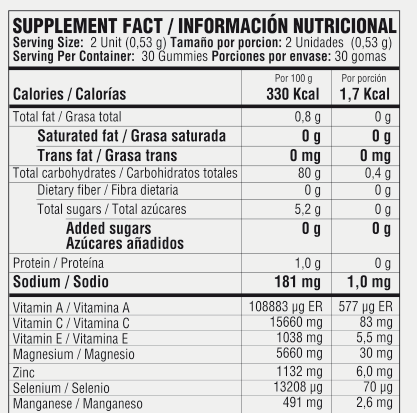 SUPPLEMENT FACT / INFORMACIÓN NUTRICIONAL
Serving Size: 2 Unit (0,53 g) Tamaño por porcion: 2 Unidades (0,53 g)
Serving Per Container: 30 Gummies Porciones por envase: 30 gomas
Por 100 g Por porción
Calories / Calorías 330 Kcal 1,7 Kcal
Total fat / Grasa total 0,8 g 0 g
Saturated fat / Grasa saturada 0 g 0 g
Trans fat / Grasa trans 0 mg 0 mg
Total carbohydrates / Carbohidratos totales 80 g 0,4 g
Dietary fiber / Fibra dietaria 0 g 0 g
Total sugars / Total azúcares 5,2 g 0 g
Added sugars 0 g 0 g
Azúcares añadidos
Protein / Proteína 1,0 g 0 g
Sodium / Sodio 181 mg 1,0 mg
Vitamin A / Vitamina A 108883 µg ER 577 µg ER
Vitamin C / Vitamina C 15660 mg 83 mg
Vitamin E / Vitamina E 1038 mg 5,5 mg
Magnesium / Magnesio 5660 mg 30 mg
Zinc 1132 mg 6,0 mg
Selenium / Selenio 13208 µg 70 µg
Manganese / Manganeso 491 mg 2,6 mg